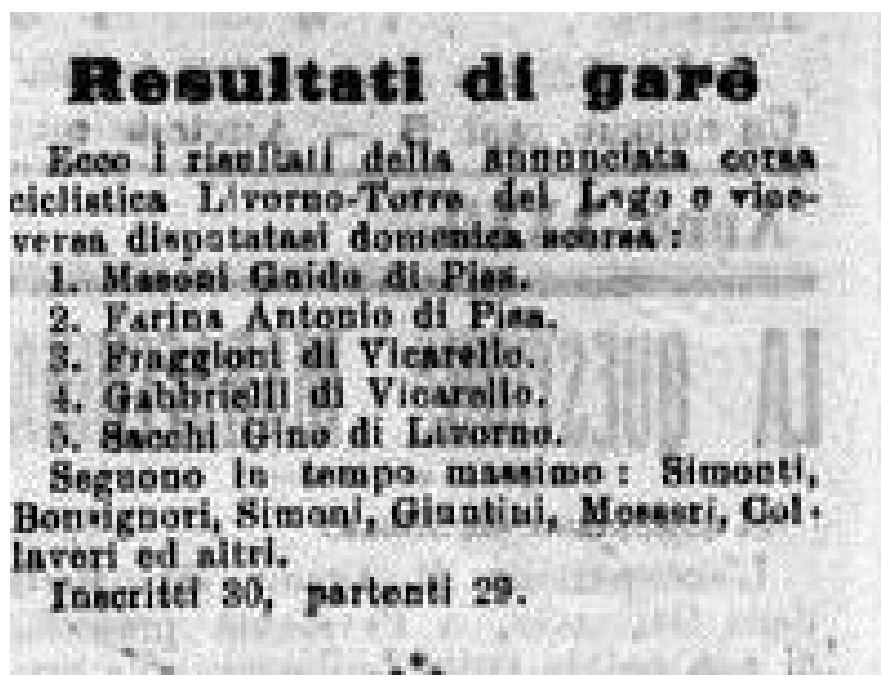 Resultati di gare
Ecco i risultati della annunciata corsa
ciclistica Livorno-Torre del Lago e vice-
versa disputatasi domenica scorsa:
1. Masoni Guido di Pisa.
2. Farina Antonio di Pisa.
3. Fraggioni di Vicarello.
4. Gabbrielli di Vicarello.
5. Sacchi Gino di Livorno.
Seguono in tempo massimo: Simonti,
Bonsignori, Simoni, Giuntini, Mosseri, Col-
laveri ed altri.
Inscritti 30, partenti 29.